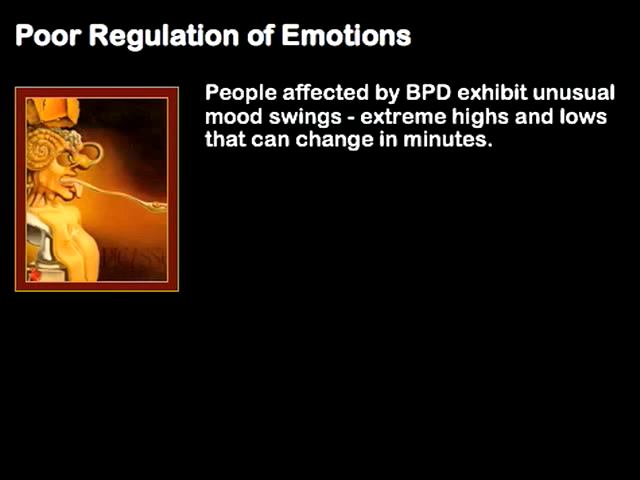 Poor Regulation of Emotions
People affected by BPD exhibit unusual
mood swings - extreme highs and lows
that can change in minutes.